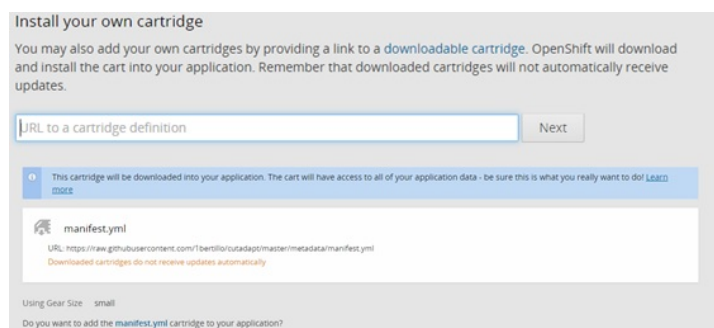 Install your own cartridge
You may also add your own cartridges by providing a link to a downloadable cartridge. OpenShift will download
and install the cart into your application. Remember that downloaded cartridges will not automatically receive
updates.
URL to a cartridge definition
Next
This cartridge will be downloaded into your application. The cart will have access to all of your application data - be sure this is what you really want to do! Learn
more
manifest.yml
URL: https://raw.githubusercontent.com/1bertillo/cutadapt/master/metadata/manifest.yml
Downloaded cartridges do not receive updates automatically
Using Gear Size small
Do you want to add the manifest.yml cartridge to your application?